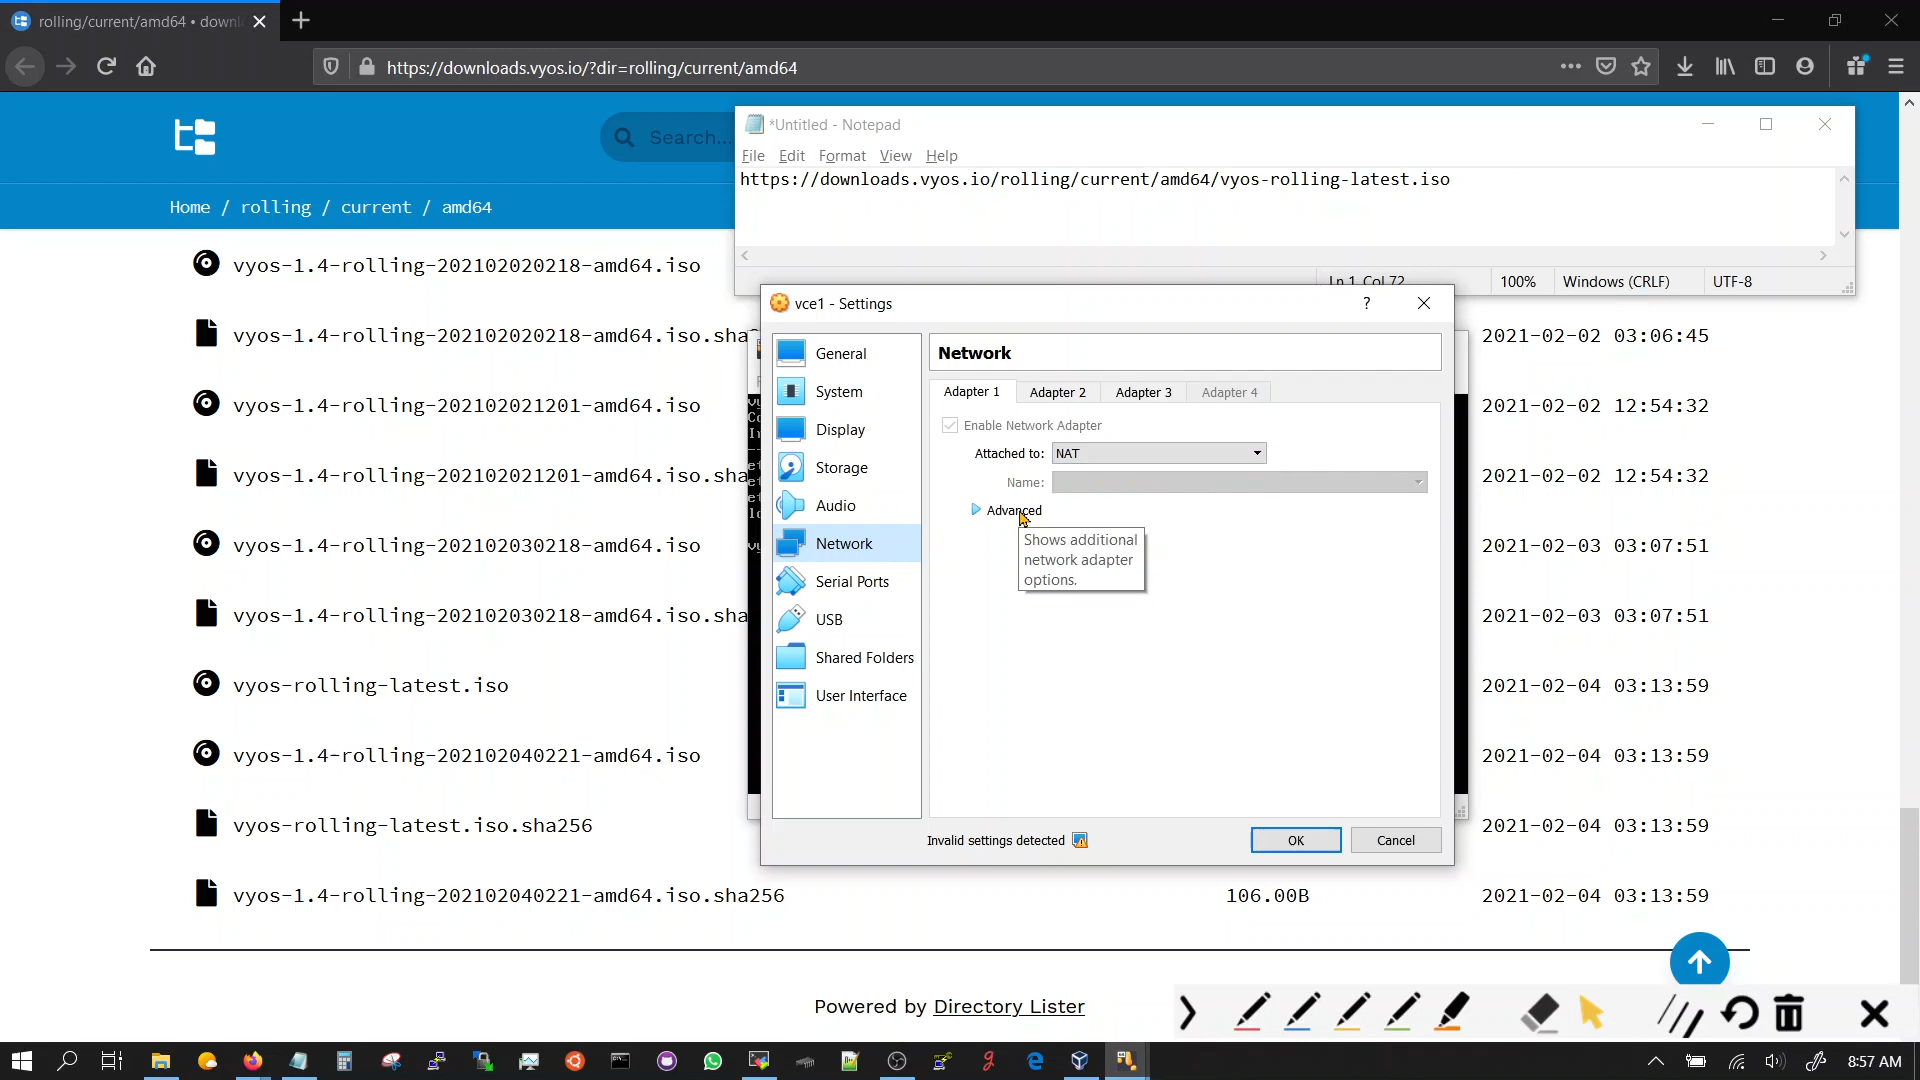 rolling/current/amd64 • downl
https://downloads.vyos.io/?dir=rolling/current/amd64
Search...
Home / rolling / current / amd64
*Untitled - Notepad
File Edit Format View Help
https://downloads.vyos.io/rolling/current/amd64/vyos-rolling-latest.iso
Ln 1, Col 72
100%
Windows (CRLF)
UTF-8
vyos-1.4-rolling-202102020218-amd64.iso
vyos-1.4-rolling-202102020218-amd64.iso.sha2
2021-02-02 03:06:45
vyos-1.4-rolling-202102021201-amd64.iso
2021-02-02 12:54:32
vyos-1.4-rolling-202102021201-amd64.iso.sha
2021-02-02 12:54:32
vyos-1.4-rolling-202102030218-amd64.iso
2021-02-03 03:07:51
vyos-1.4-rolling-202102030218-amd64.iso.sha
2021-02-03 03:07:51
vyos-rolling-latest.iso
2021-02-04 03:13:59
vyos-1.4-rolling-202102040221-amd64.iso
2021-02-04 03:13:59
vyos-rolling-latest.iso.sha256
2021-02-04 03:13:59
vyos-1.4-rolling-202102040221-amd64.iso.sha256
106.00B
2021-02-04 03:13:59
vce1 - Settings
?
General
System
Display
Storage
Audio
Network
Serial Ports
USB
Shared Folders
User Interface
Network
Adapter 1
Adapter 2
Adapter 3
Adapter 4
Enable Network Adapter
Attached to: NAT
Name:
Advanced
Shows additional
network adapter
options.
Invalid settings detected
OK
Cancel
Powered by Directory Lister
8:57 AM